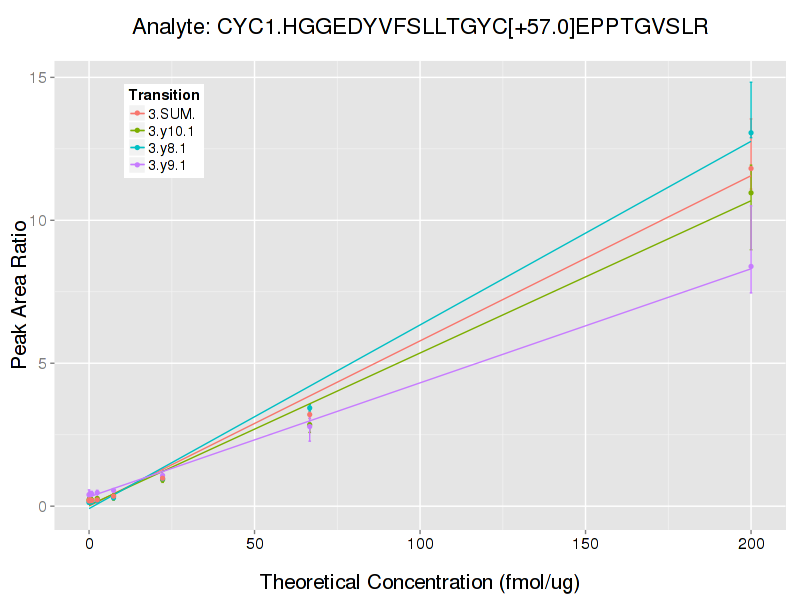 Analyte: CYC1.HGGEDYVFSLLTGYC[+57.0]EPPTGVSLR
Transition
3.SUM.
3.y10.1
3.y8.1
3.y9.1
15
10
5
0
Peak Area Ratio
0 50 100 150 200
Theoretical Concentration (fmol/ug)